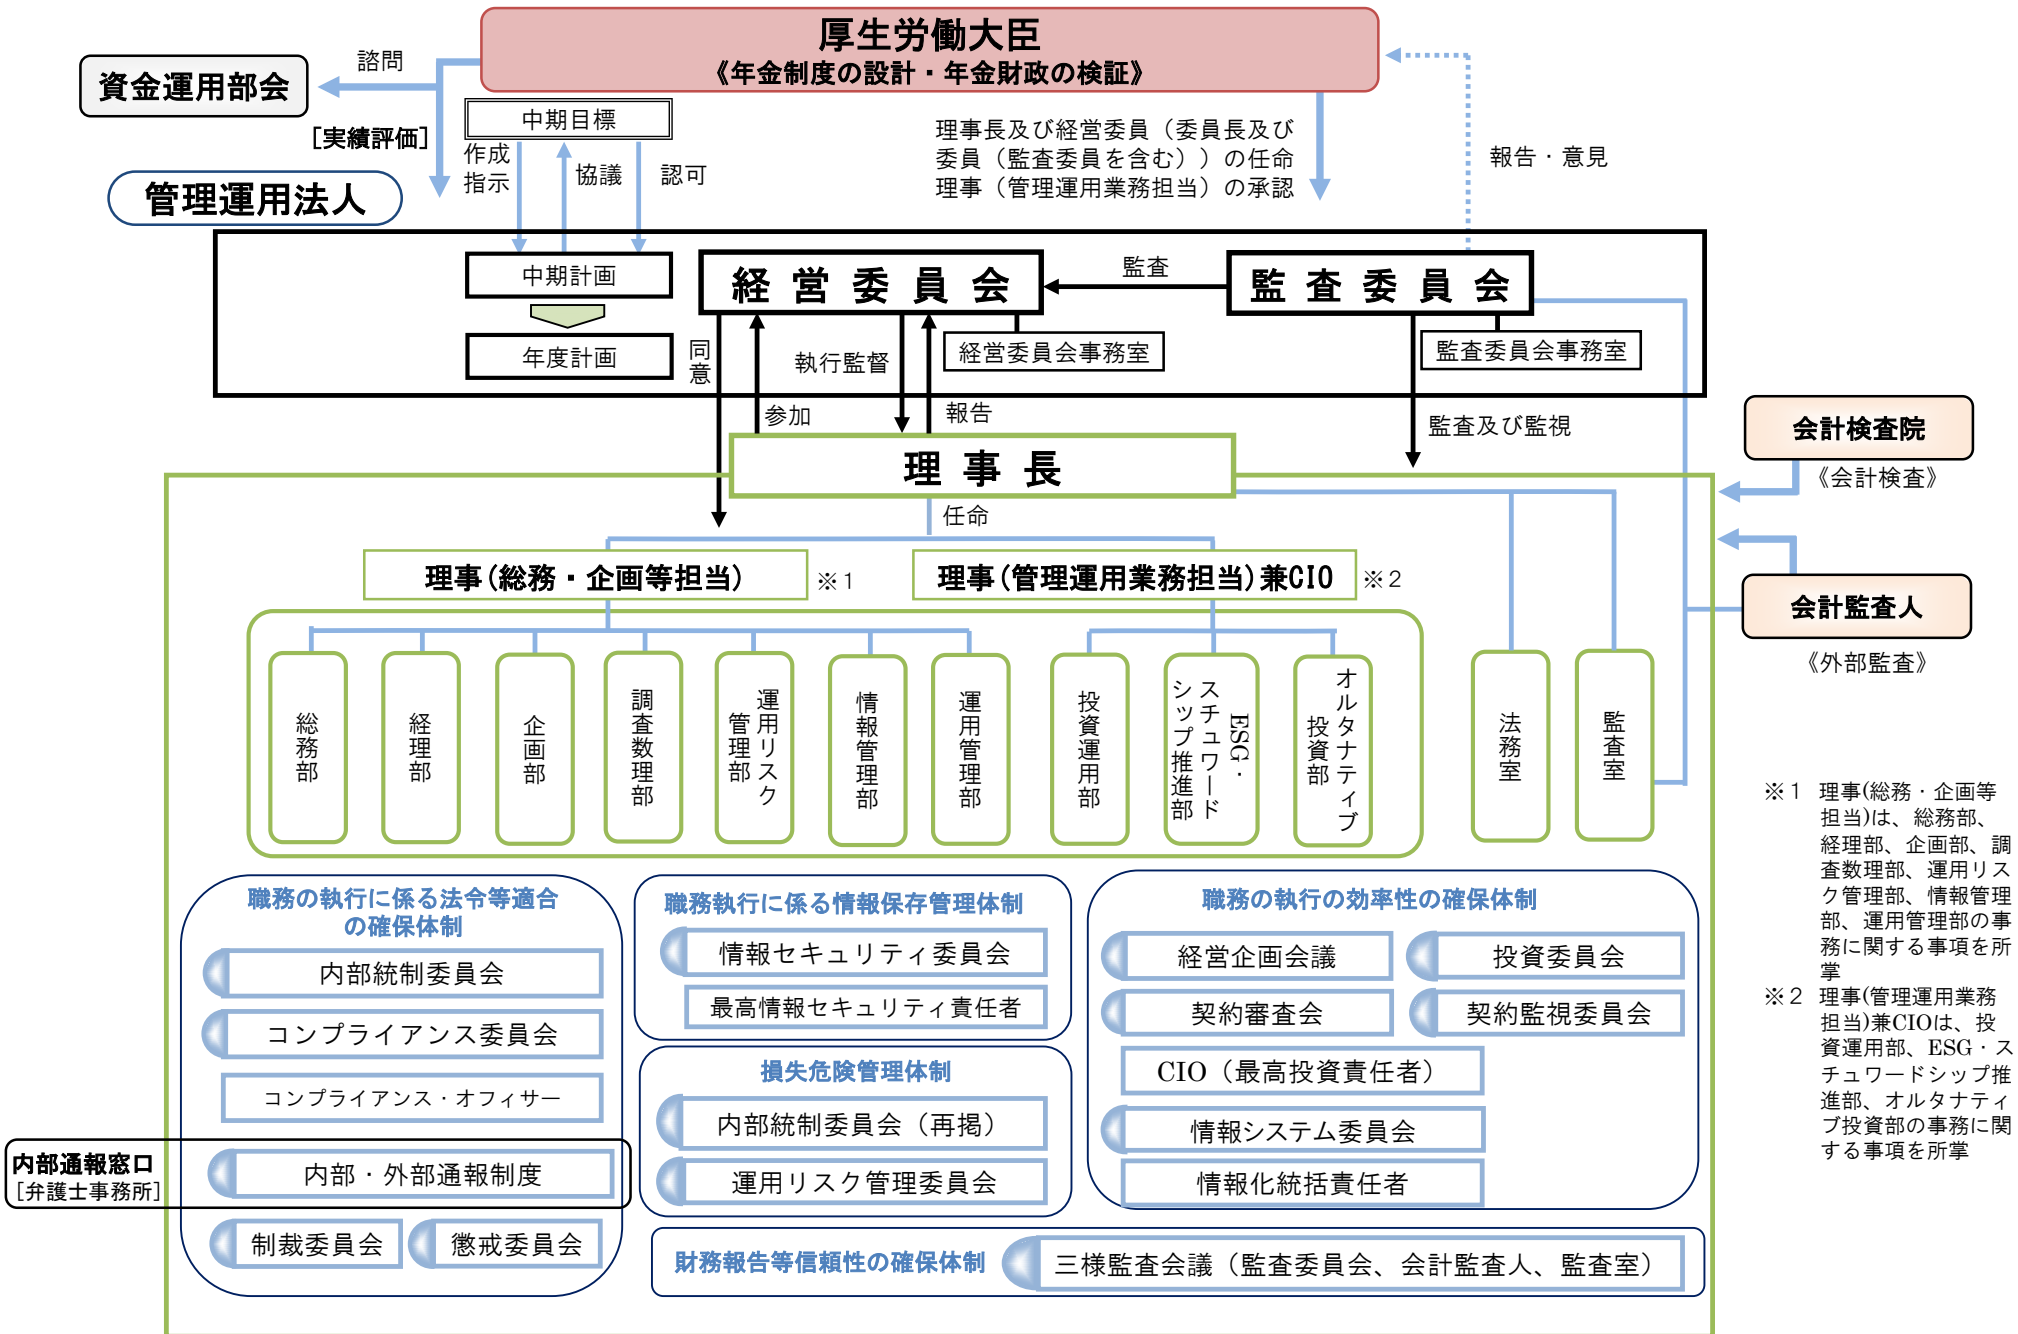 厚生労働大臣
《年金制度の設計・年金財政の検証》
諮問
資金運用部会
［実績評価］
中期目標
作成
指示
協議
認可
理事長及び経営委員（委員長及び
委員（監査委員を含む））の任命
理事（管理運用業務担当）の承認
報告・意見
管理運用法人
中期計画
年度計画
経営委員会
監査
監査委員会
経営委員会事務室
監査委員会事務室
同意
参加
執行監督
報告
監査及び監視
会計検査院
《会計検査》
理事長
任命
理事(総務・企画等担当)
※1
理事(管理運用業務担当)兼CIO
※2
会計監査人
《外部監査》
総務部
経理部
企画部
調査数理部
運用リスク
管理部
情報管理部
運用管理部
投資運用部
ESG・
スチュワード
シップ推進部
オルタナティブ
投資部
法務室
監査室
※1 理事(総務・企画等
担当)は、総務部、
経理部、企画部、調
査数理部、運用リス
ク管理部、情報管理
部、運用管理部の事
務に関する事項を所
掌
※2 理事(管理運用業務
担当)兼CIOは、投
資運用部、ESG・ス
チュワードシップ推
進部、オルタナティ
ブ投資部の事務に関
する事項を所掌
職務の執行に係る法令等適合
の確保体制
内部統制委員会
コンプライアンス委員会
コンプライアンス・オフィサー
内部通報窓口
［弁護士事務所］
内部・外部通報制度
制裁委員会
懲戒委員会
職務執行に係る情報保存管理体制
情報セキュリティ委員会
最高情報セキュリティ責任者
損失危険管理体制
内部統制委員会（再掲）
運用リスク管理委員会
職務の執行の効率性の確保体制
経営企画会議
投資委員会
契約審査会
契約監視委員会
CIO（最高投資責任者）
情報システム委員会
情報化統括責任者
財務報告等信頼性の確保体制
三様監査会議（監査委員会、会計監査人、監査室）